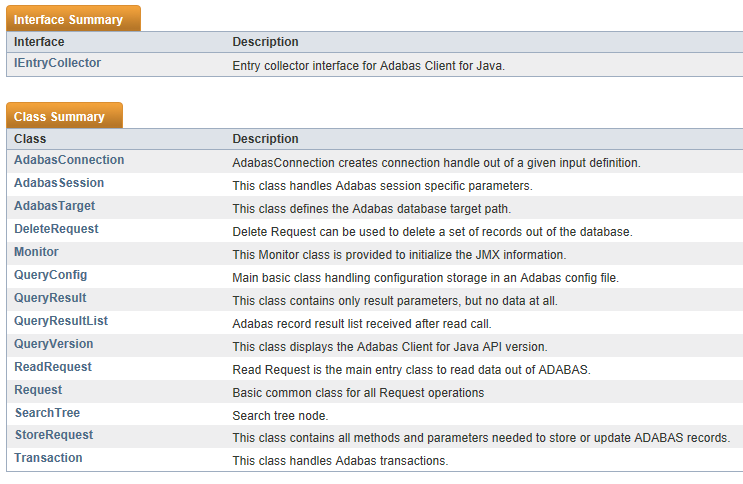 Interface Summary
Interface Description
IEntryCollector Entry collector interface for Adabas Client for Java.
Class Summary
Class Description
AdabasConnection AdabasConnection creates connection handle out of a given input definition.
AdabasSession This class handles Adabas session specific parameters.
AdabasTarget This class defines the Adabas database target path.
DeleteRequest Delete Request can be used to delete a set of records out of the database.
Monitor This Monitor class is provided to initialize the JMX information.
QueryConfig Main basic class handling configuration storage in an Adabas config file.
QueryResult This class contains only result parameters, but no data at all.
QueryResultList Adabas record result list received after read call.
QueryVersion This class displays the Adabas Client for Java API version.
ReadRequest Read Request is the main entry class to read data out of ADABAS.
Request Basic common class for all Request operations
SearchTree Search tree node.
StoreRequest This class contains all methods and parameters needed to store or update ADABAS records.
Transaction This class handles Adabas transactions.